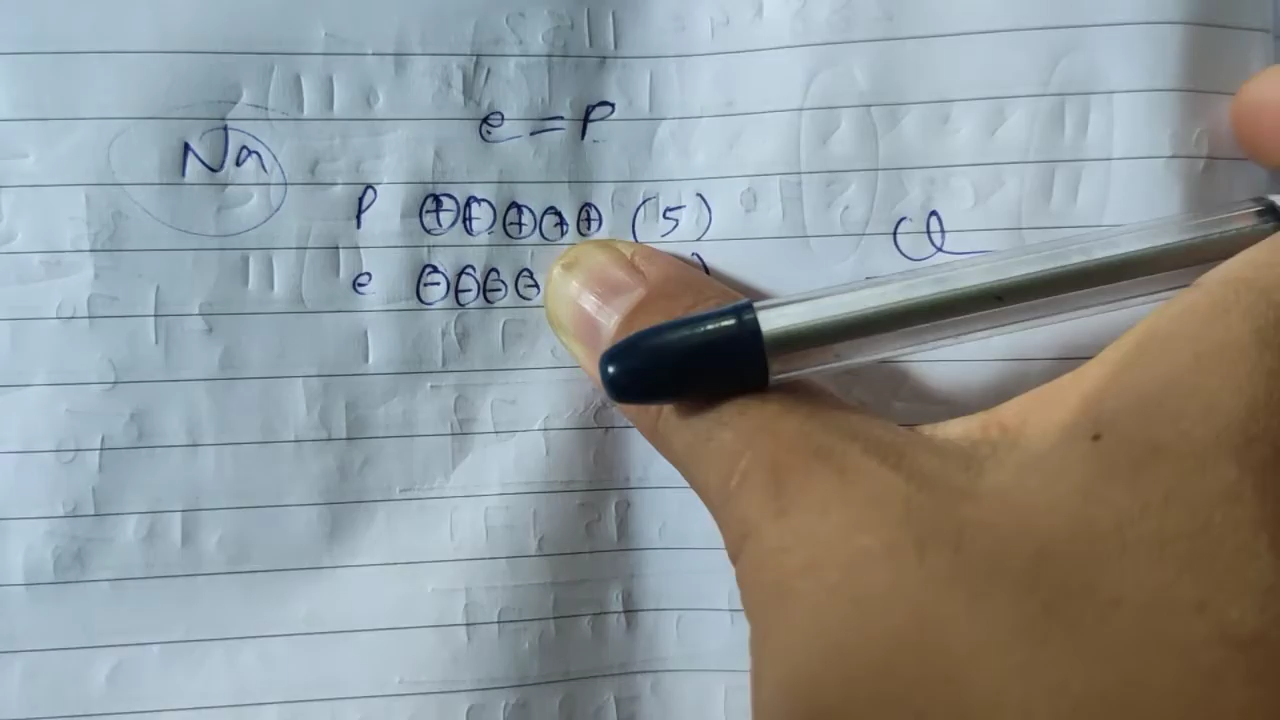 e = P
Na
P ⊕⊕⊕⊕⊕ (5)
e ⊖⊖⊖⊖ )
Cl